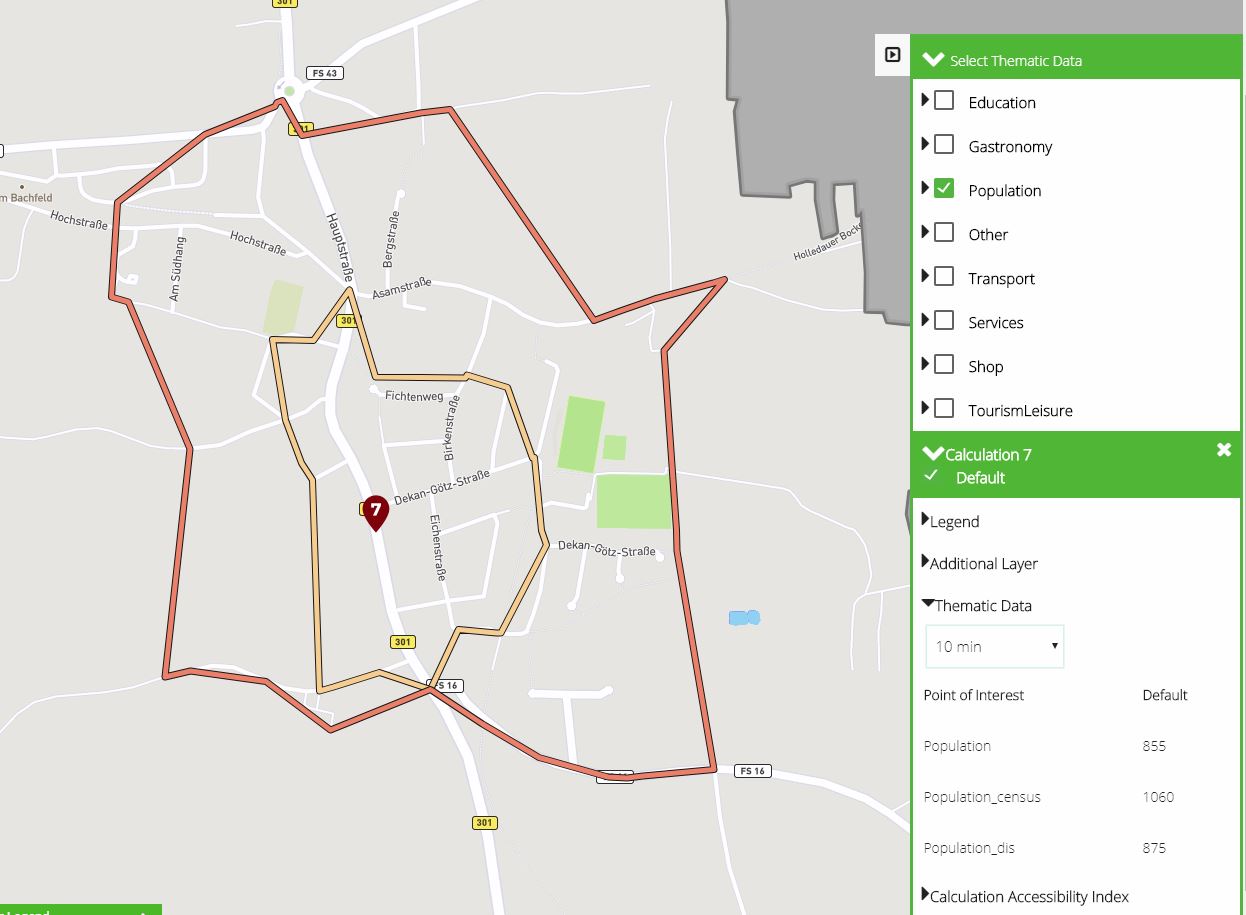 301
FS 43
301
m Bachfeld
Hochstraße
Hochstraße
Am Südhang
Hauptstraße
Bergstraße
Asamstraße
Holledauer Bocks
301
Fichtenweg
Birkenstraße
Dekan-Götz-Straße
7
Eichenstraße
Dekan-Götz-Straße
301
FS 16
FS 16
301
Select Thematic Data
Education
Gastronomy
Population
Other
Transport
Services
Shop
TourismLeisure
Calculation 7
Default
Legend
Additional Layer
Thematic Data
10 min
Point of Interest Default
Population 855
Population_census 1060
Population_dis 875
Calculation Accessibility Index